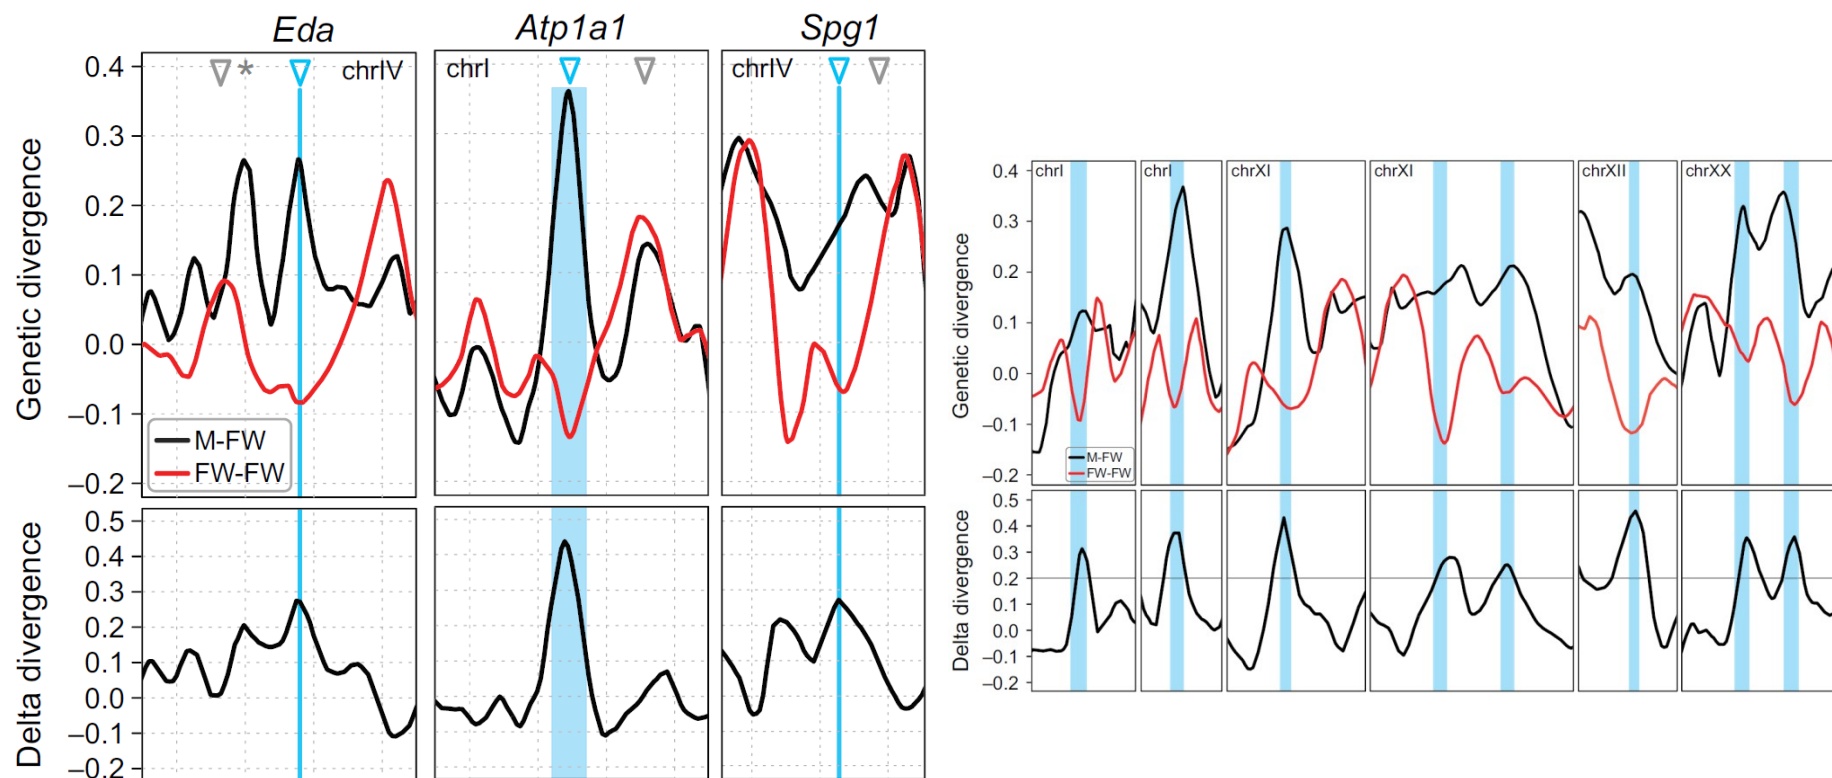 Eda
Atp1a1
Spg1
Genetic divergence
0.4
0.3
0.2
0.1
0.0
–0.1
–0.2
*
chrIV
chrI
chrIV
M-FW
FW-FW
Delta divergence
0.5
0.4
0.3
0.2
0.1
0.0
–0.1
–0.2
Genetic divergence
0.4
0.3
0.2
0.1
0.0
–0.1
–0.2
chrI
chrI
chrXI
chrXI
chrXII
chrXX
M-FW
FW-FW
Delta divergence
0.5
0.4
0.3
0.2
0.1
0.0
–0.1
–0.2